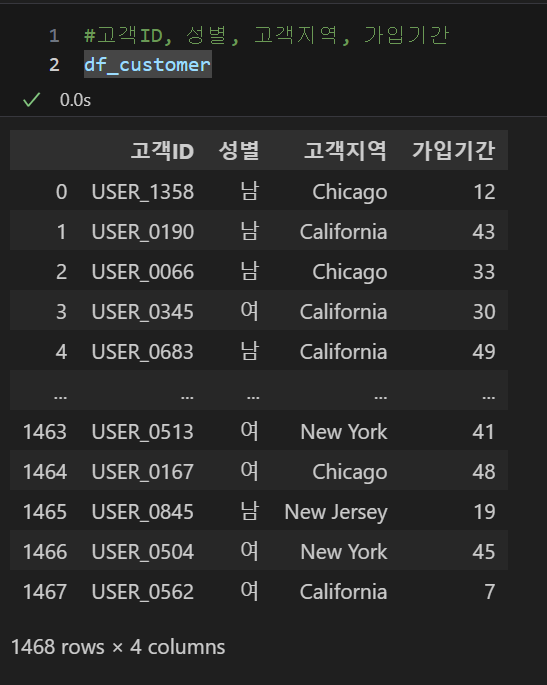 1 #고객ID, 성별, 고객지역, 가입기간
2 df_customer
✓ 0.0s
고객ID 성별 고객지역 가입기간
0 USER_1358 남 Chicago 12
1 USER_0190 남 California 43
2 USER_0066 남 Chicago 33
3 USER_0345 여 California 30
4 USER_0683 남 California 49
... ... ... ... ...
1463 USER_0513 여 New York 41
1464 USER_0167 여 Chicago 48
1465 USER_0845 남 New Jersey 19
1466 USER_0504 여 New York 45
1467 USER_0562 여 California 7
1468 rows × 4 columns